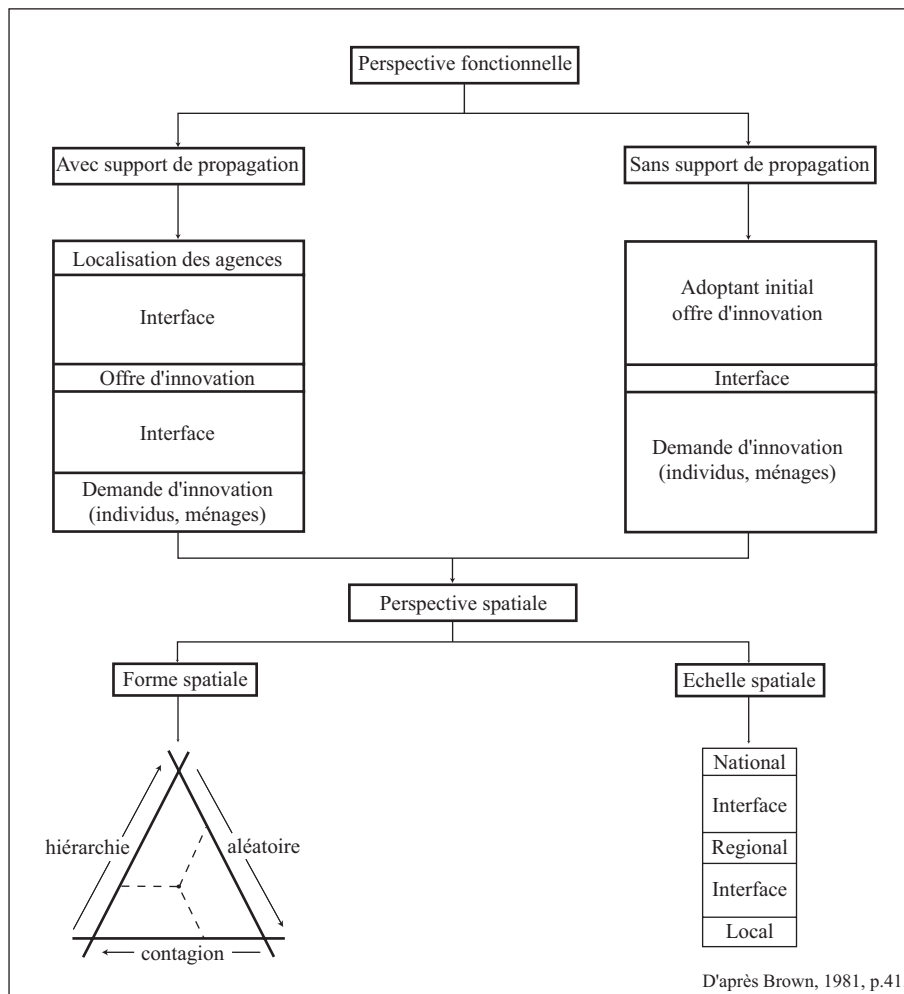 Perspective fonctionnelle
Avec support de propagation
Sans support de propagation
Localisation des agences
Interface
Offre d'innovation
Interface
Demande d'innovation
(individus, ménages)
Adoptant initial
offre d'innovation
Interface
Demande d'innovation
(individus, ménages)
Perspective spatiale
Forme spatiale
Echelle spatiale
hiérarchie
aléatoire
contagion
National
Interface
Regional
Interface
Local
D'après Brown, 1981, p.41